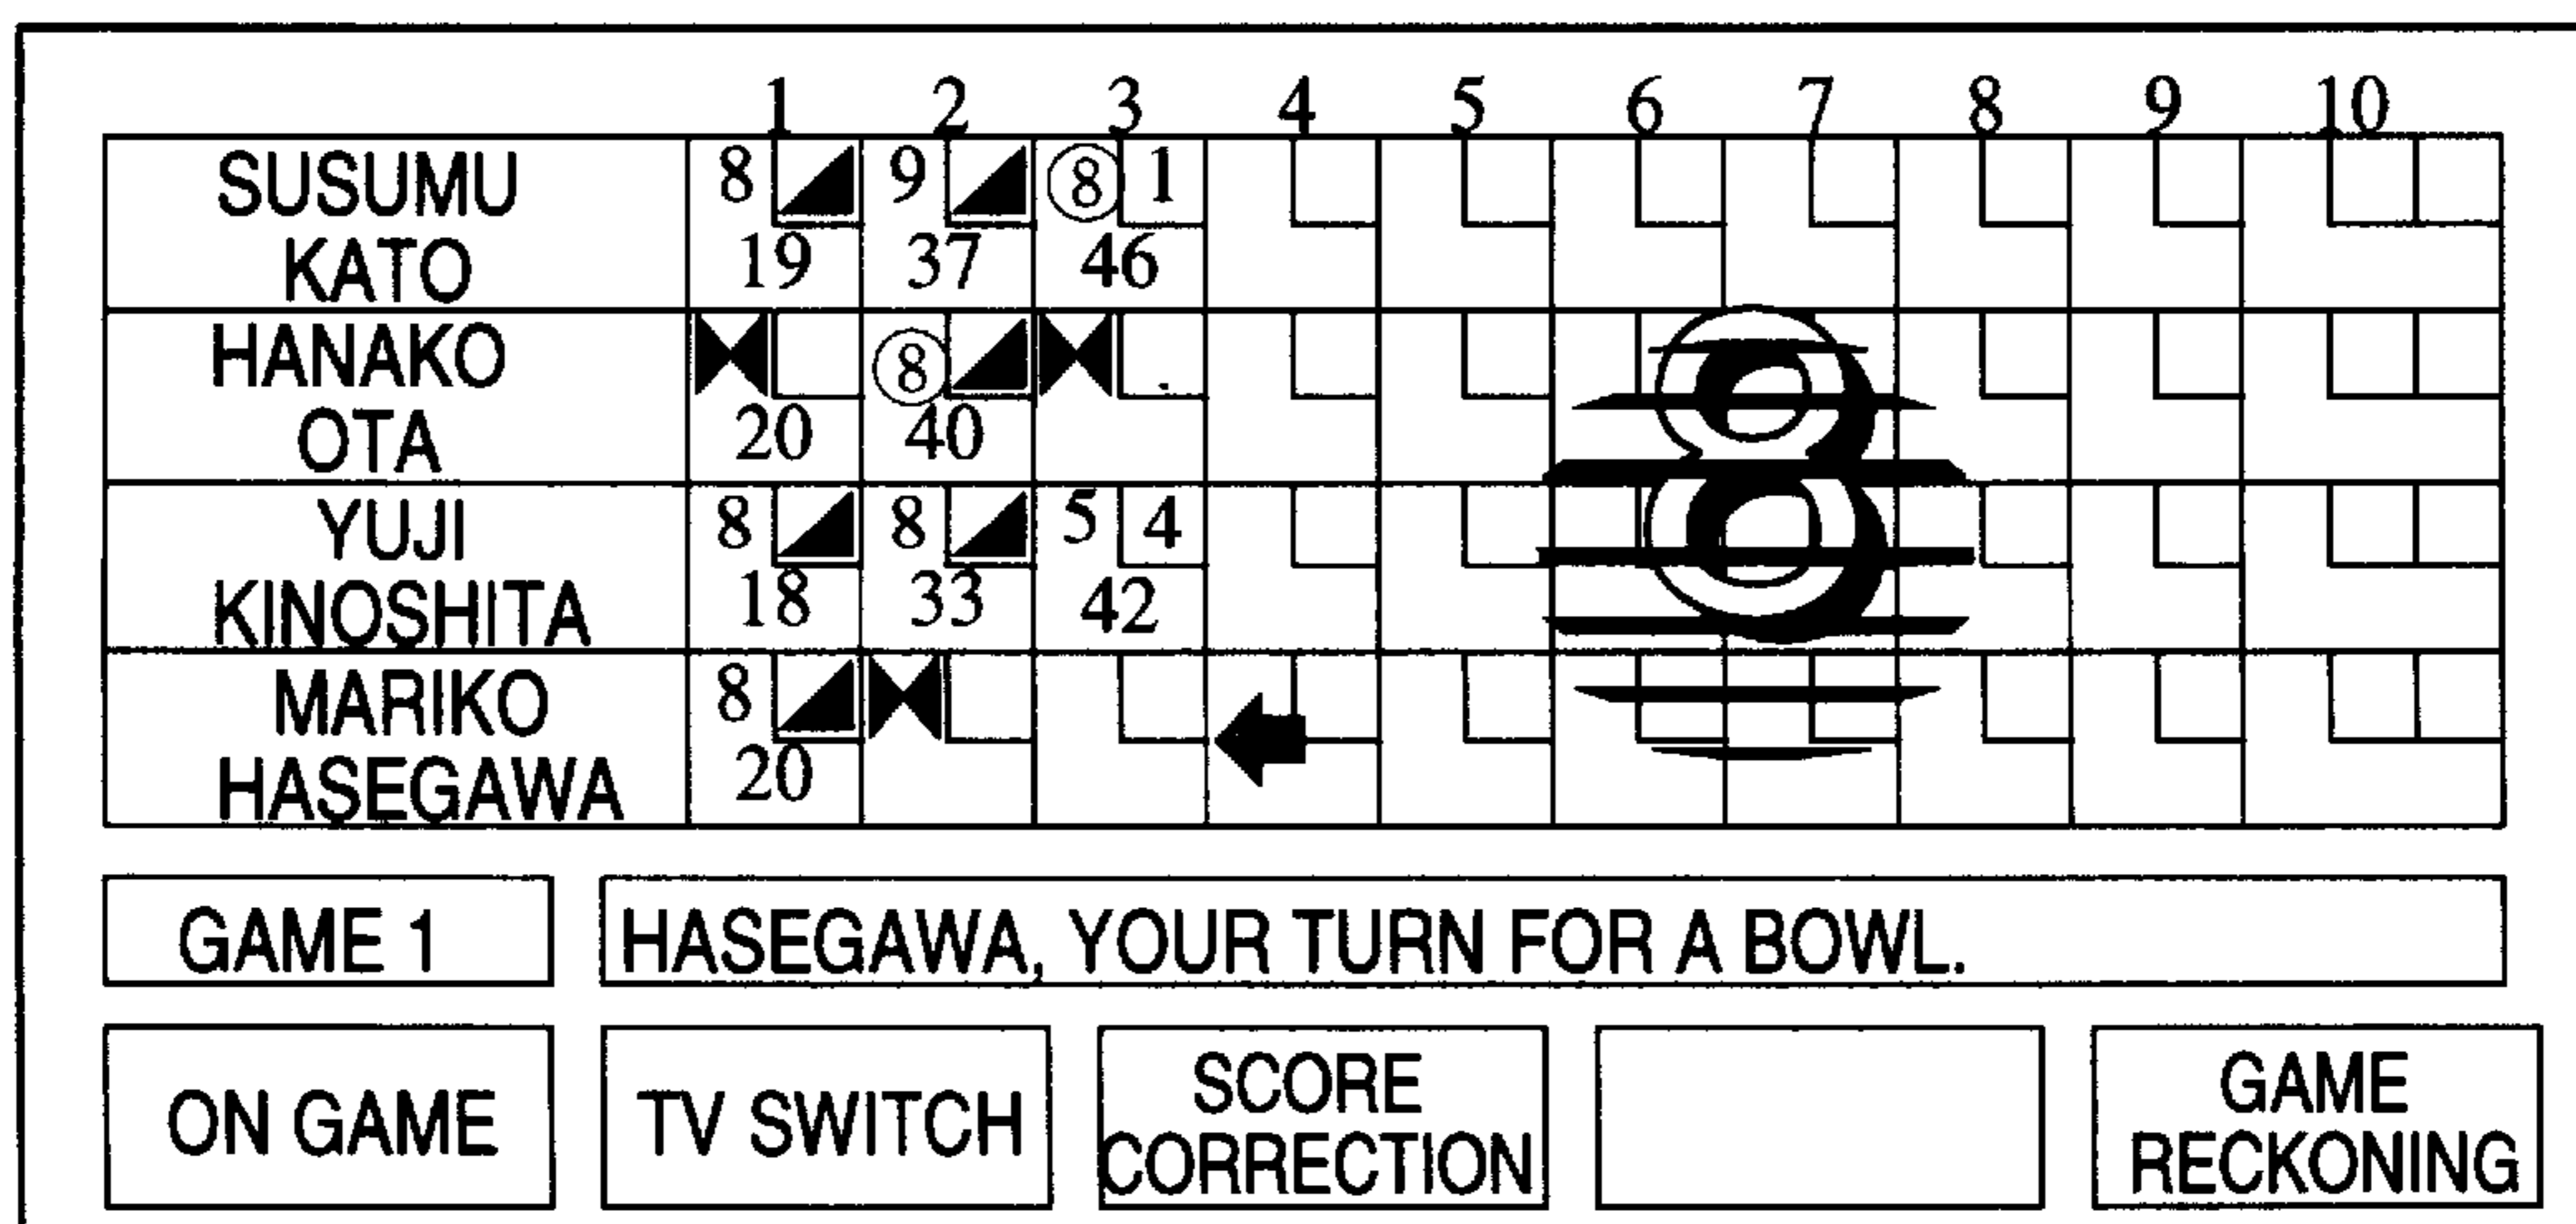 1 2 3 4 5 6 7 8 9 10
SUSUMU 8 9 ⑧ 1
KATO 19 37 46
HANAKO ⑧
OTA 20 40
8
YUJI 8 8 5 4
KINOSHITA 18 33 42
MARIKO 8
HASEGAWA 20
GAME 1 HASEGAWA, YOUR TURN FOR A BOWL.
ON GAME TV SWITCH SCORE
CORRECTION GAME
RECKONING